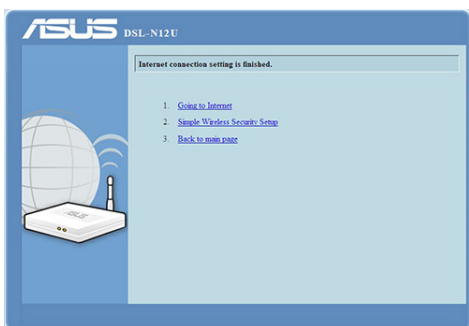 ASUS DSL-N12U
Internet connection setting is finished.
1. Going to Internet
2. Simple Wireless Security Setup
3. Back to main page
ASUS